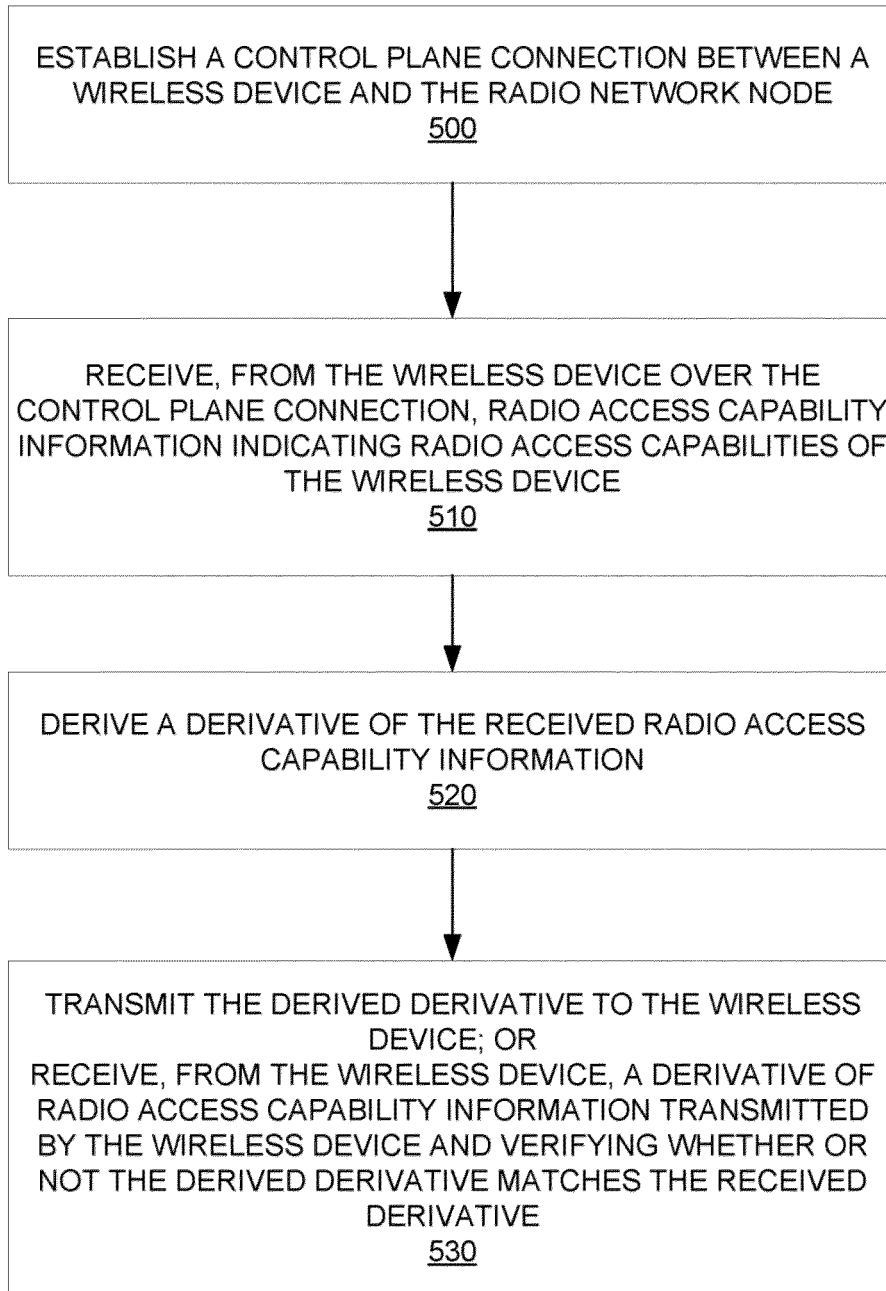 ESTABLISH A CONTROL PLANE CONNECTION BETWEEN A
WIRELESS DEVICE AND THE RADIO NETWORK NODE
500
RECEIVE, FROM THE WIRELESS DEVICE OVER THE
CONTROL PLANE CONNECTION, RADIO ACCESS CAPABILITY
INFORMATION INDICATING RADIO ACCESS CAPABILITIES OF
THE WIRELESS DEVICE
510
DERIVE A DERIVATIVE OF THE RECEIVED RADIO ACCESS
CAPABILITY INFORMATION
520
TRANSMIT THE DERIVED DERIVATIVE TO THE WIRELESS
DEVICE; OR
RECEIVE, FROM THE WIRELESS DEVICE, A DERIVATIVE OF
RADIO ACCESS CAPABILITY INFORMATION TRANSMITTED
BY THE WIRELESS DEVICE AND VERIFYING WHETHER OR
NOT THE DERIVED DERIVATIVE MATCHES THE RECEIVED
DERIVATIVE
530